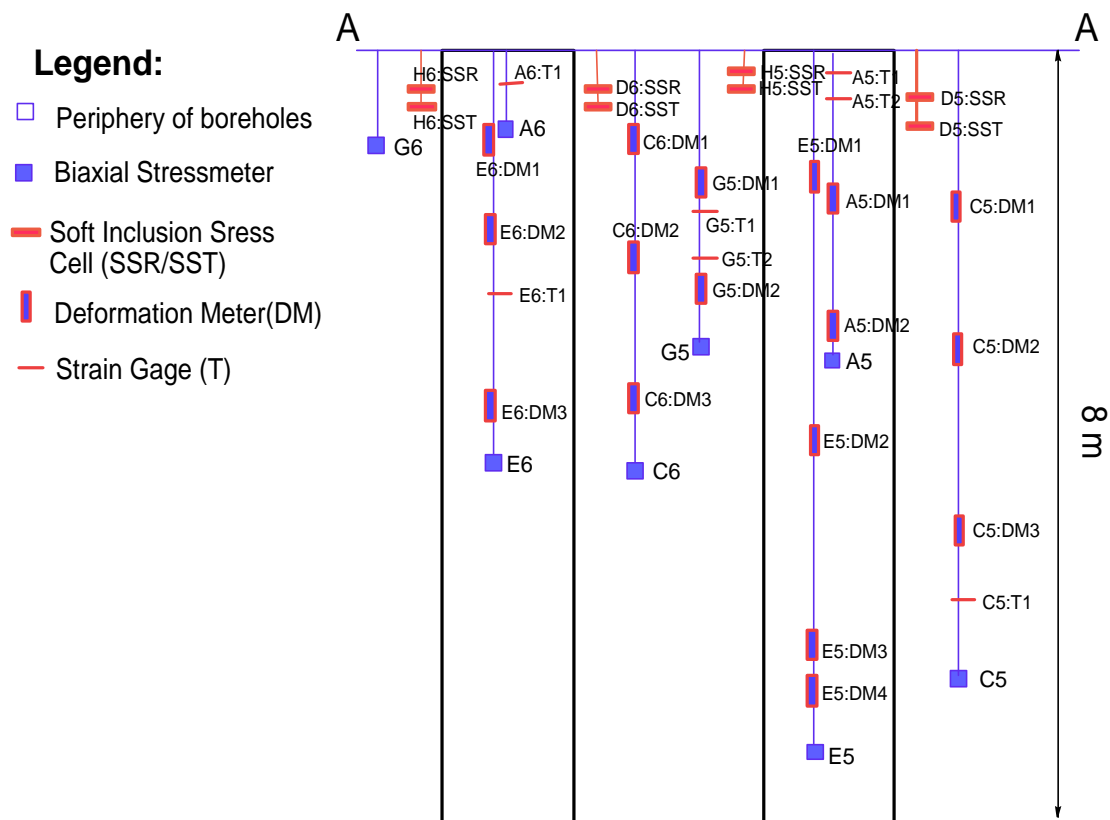 A
A
Legend:
Periphery of boreholes
Biaxial Stressmeter
Soft Inclusion Sress
Cell (SSR/SST)
Deformation Meter(DM)
Strain Gage (T)
H6:SSR
H6:SST
G6
A6:T1
A6
E6:DM1
E6:DM2
E6:T1
E6:DM3
E6
D6:SSR
D6:SST
C6:DM1
C6:DM2
C6:DM3
C6
H5:SSR
H5:SST
G5:DM1
G5:T1
G5:T2
G5:DM2
G5
A5:T1
A5:T2
E5:DM1
A5:DM1
A5:DM2
A5
E5:DM2
E5:DM3
E5:DM4
E5
D5:SSR
D5:SST
C5:DM1
C5:DM2
C5:DM3
C5:T1
C5
8 m